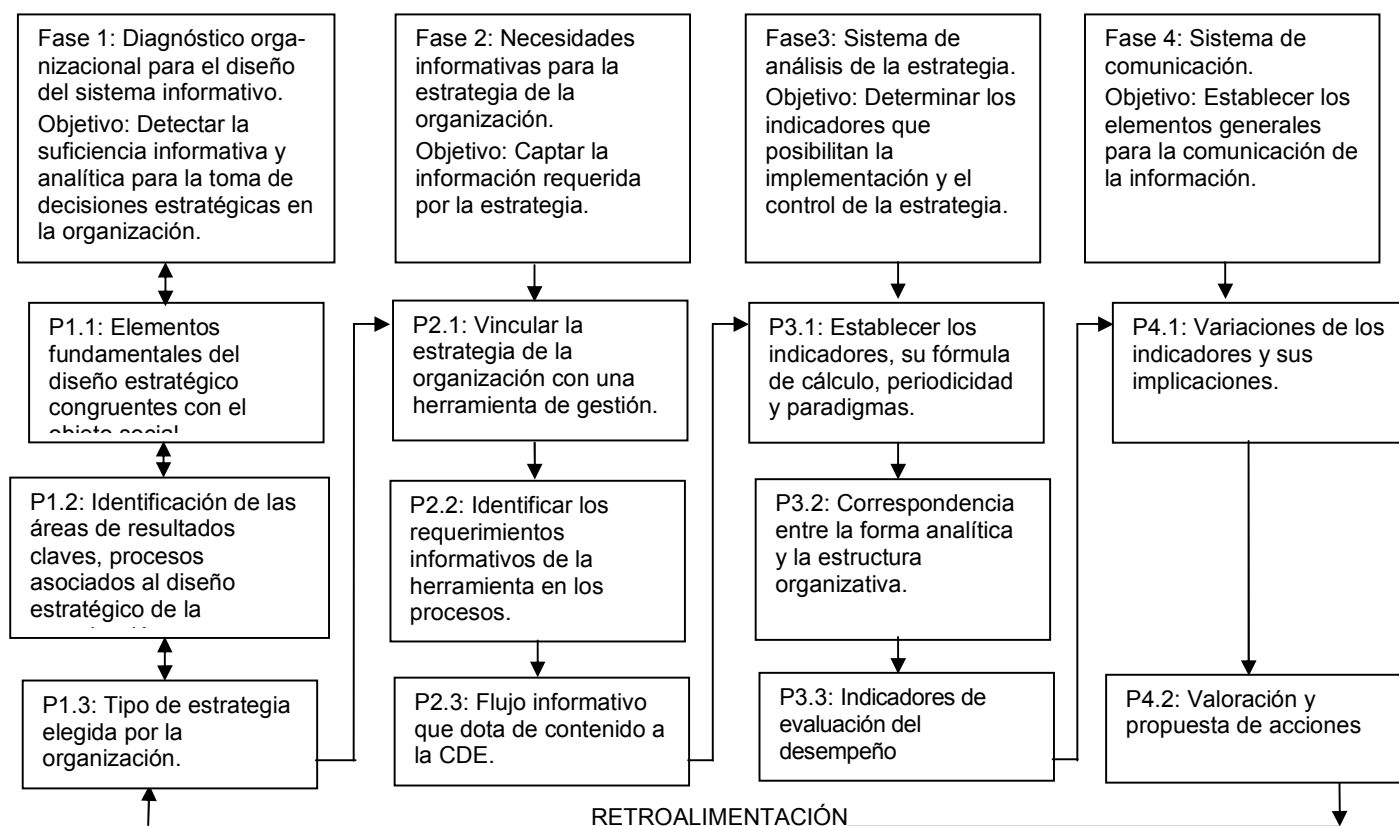 Fase 1: Diagnóstico orga-
nizacional para el diseño
del sistema informativo.
Objetivo: Detectar la
suficiencia informativa y
analítica para la toma de
decisiones estratégicas en
la organización.
Fase 2: Necesidades
informativas para la
estrategia de la
organización.
Objetivo: Captar la
información requerida
por la estrategia.
Fase3: Sistema de
análisis de la estrategia.
Objetivo: Determinar los
indicadores que
posibilitan la
implementación y el
control de la estrategia.
Fase 4: Sistema de
comunicación.
Objetivo: Establecer los
elementos generales
para la comunicación de
la información.
P1.1: Elementos
fundamentales del
diseño estratégico
congruentes con el
objeto social
P1.2: Identificación de las
áreas de resultados
claves, procesos
asociados al diseño
estratégico de la
P1.3: Tipo de estrategia
elegida por la
organización.
P2.1: Vincular la
estrategia de la
organización con una
herramienta de gestión.
P2.2: Identificar los
requerimientos
informativos de la
herramienta en los
procesos.
P2.3: Flujo informativo
que dota de contenido a
la CDE.
P3.1: Establecer los
indicadores, su fórmula
de cálculo, periodicidad
y paradigmas.
P3.2: Correspondencia
entre la forma analítica
y la estructura
organizativa.
P3.3: Indicadores de
evaluación del
desempeño
P4.1: Variaciones de los
indicadores y sus
implicaciones.
P4.2: Valoración y
propuesta de acciones
RETROALIMENTACIÓN